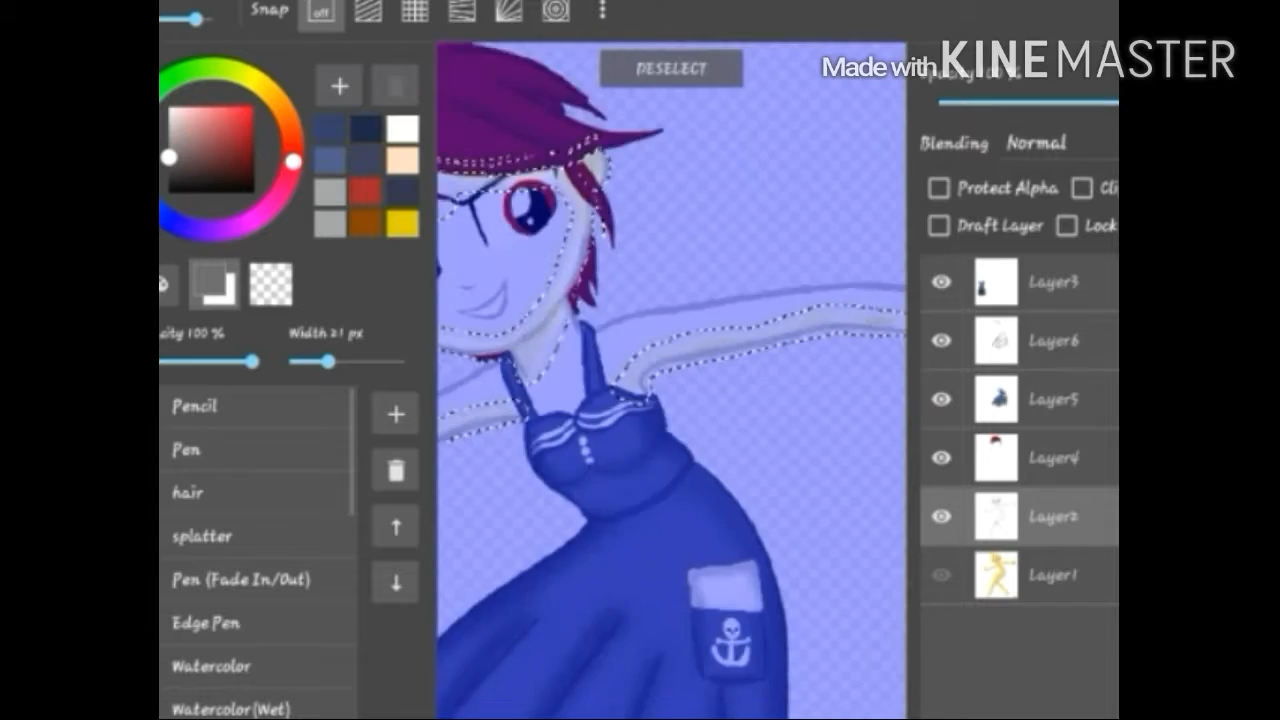 Snap
off
DESELECT
Made with KINEMASTER
Blending Normal
Protect Alpha
Draft Layer Lock
Layer3
Layer6
Layer5
Layer4
Layer2
Layer1
100 %
Width 21 px
Pencil
Pen
hair
splatter
Pen (Fade In/Out)
Edge Pen
Watercolor
Watercolor(Wet)